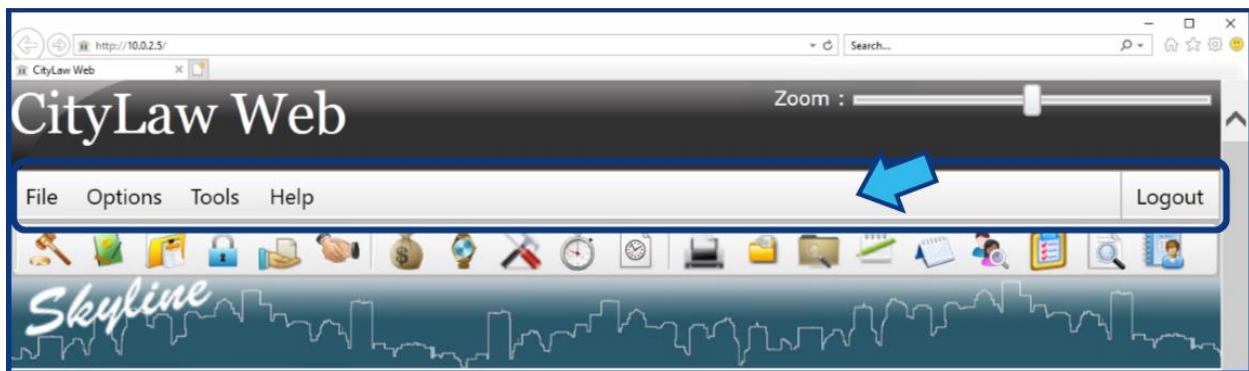 http://10.0.2.5/
Search...
CityLaw Web
CityLaw Web
Zoom :
File Options Tools Help Logout
Skyline